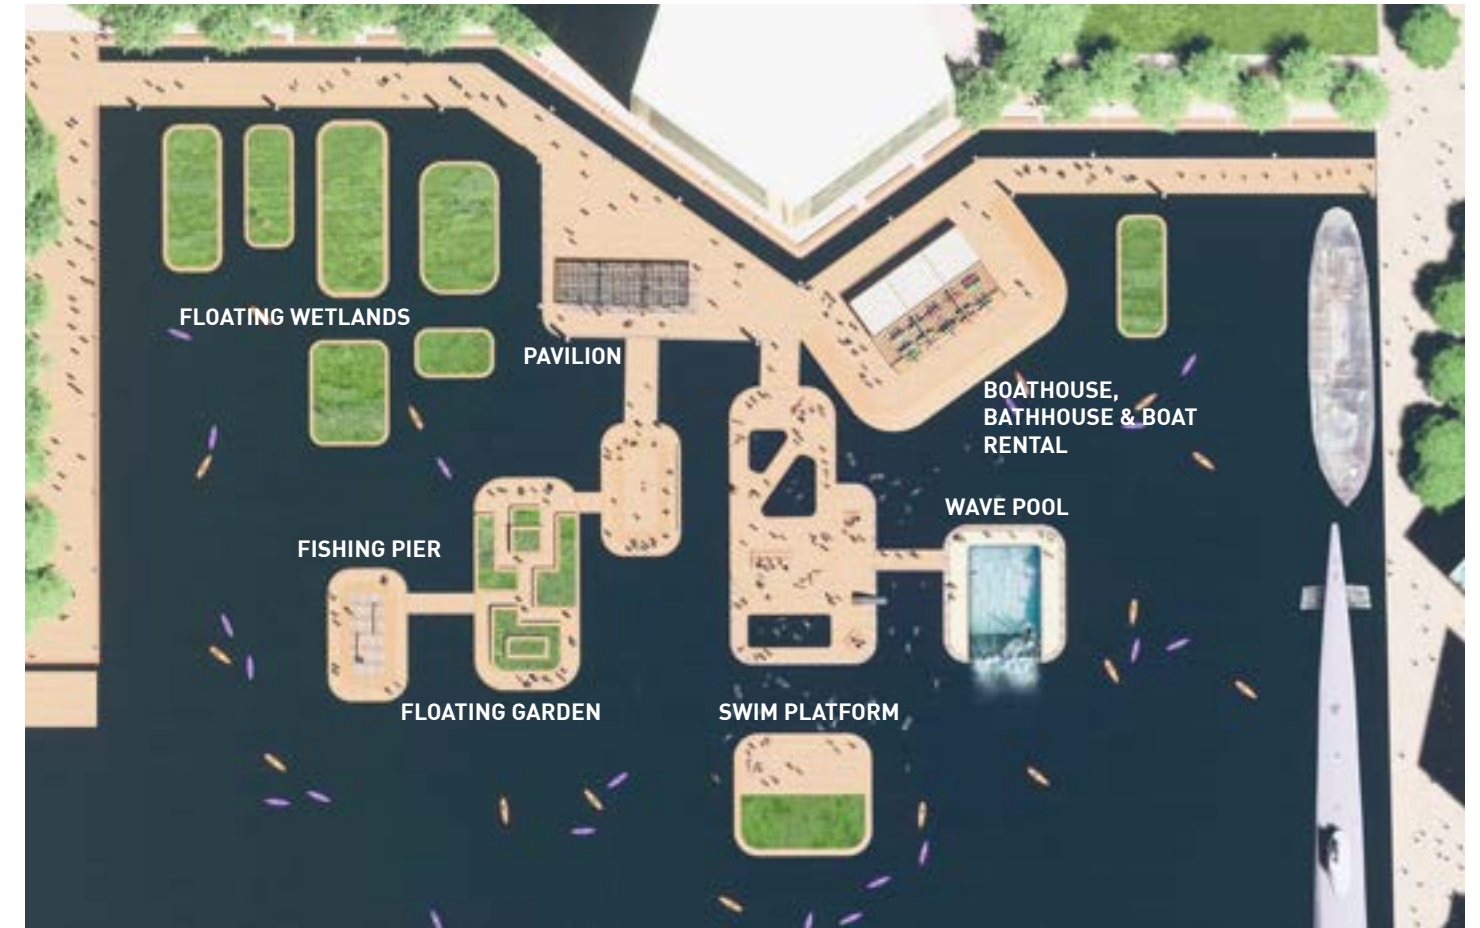 FLOATING WETLANDS
PAVILION
BOATHOUSE,
BATHHOUSE & BOAT
RENTAL
WAVE POOL
FISHING PIER
FLOATING GARDEN
SWIM PLATFORM